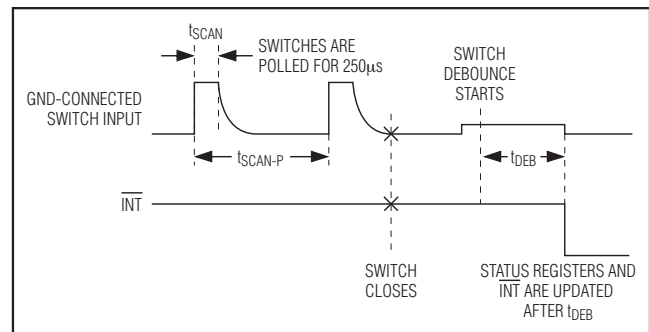 tSCAN
SWITCHES ARE
POLLED FOR 250µs
SWITCH
DEBOUNCE
STARTS
GND-CONNECTED
SWITCH INPUT
tSCAN-P
tDEB
INT
SWITCH
CLOSES
STATUS REGISTERS AND
INT ARE UPDATED
AFTER tDEB